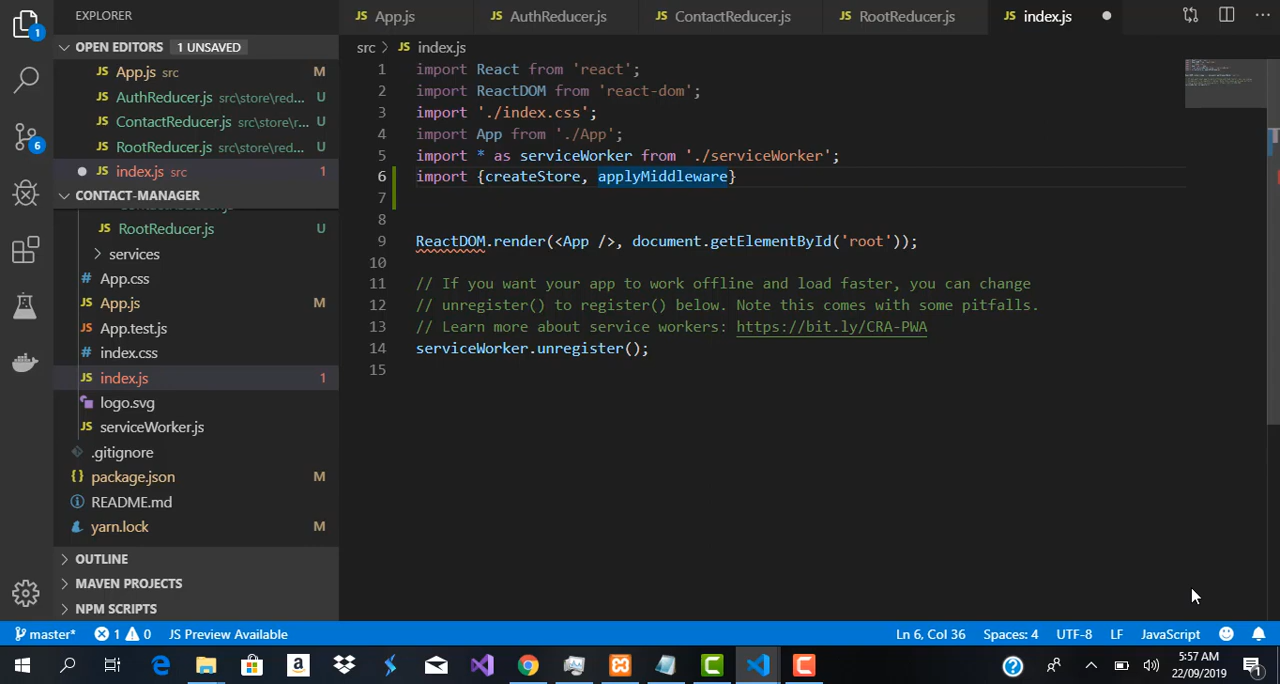 EXPLORER
OPEN EDITORS 1 UNSAVED
App.js src M
AuthReducer.js src\store\red... U
ContactReducer.js src\store\r... U
RootReducer.js src\store\red... U
index.js src 1
CONTACT-MANAGER
RootReducer.js U
services
App.css
App.js M
App.test.js
index.css
index.js 1
logo.svg
serviceWorker.js
.gitignore
package.json M
README.md
yarn.lock M
OUTLINE
MAVEN PROJECTS
NPM SCRIPTS
1
6
JS App.js JS AuthReducer.js JS ContactReducer.js JS RootReducer.js JS index.js
src > JS index.js
1 import React from 'react';
2 import ReactDOM from 'react-dom';
3 import './index.css';
4 import App from './App';
5 import * as serviceWorker from './serviceWorker';
6 import {createStore, applyMiddleware}
7
8
9 ReactDOM.render(<App />, document.getElementById('root'));
10
11 // If you want your app to work offline and load faster, you can change
12 // unregister() to register() below. Note this comes with some pitfalls.
13 // Learn more about service workers: https://bit.ly/CRA-PWA
14 serviceWorker.unregister();
15
master* 1 0 JS Preview Available Ln 6, Col 36 Spaces: 4 UTF-8 LF JavaScript
5:57 AM
22/09/2019